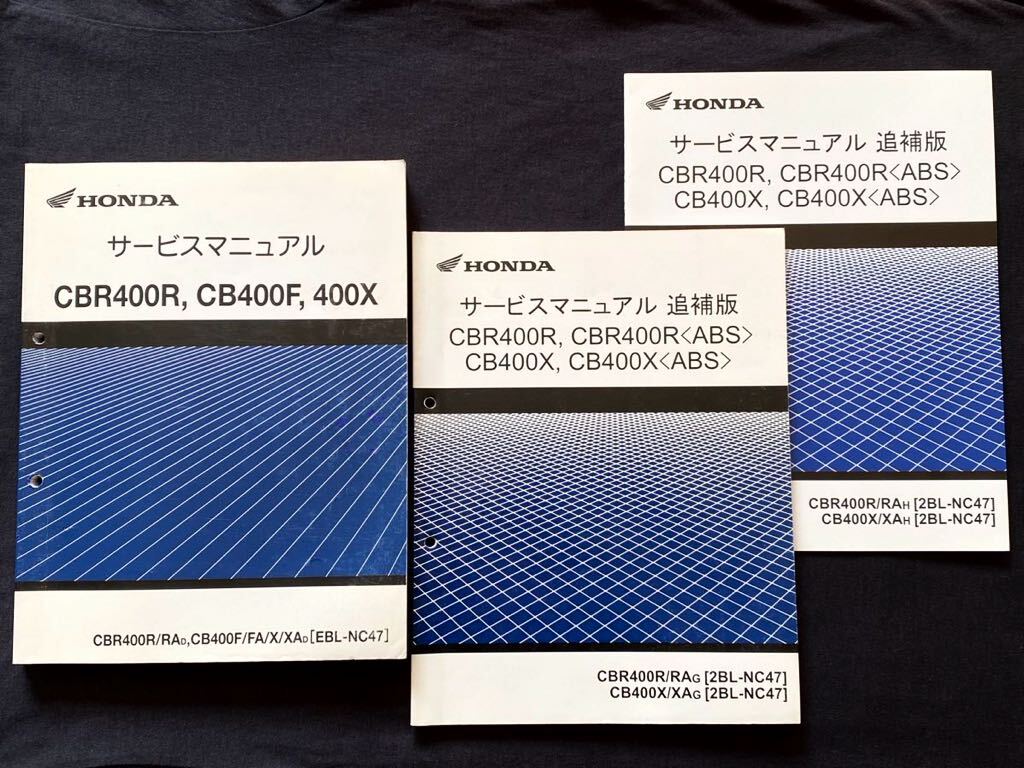 HONDA
サービスマニュアル
CBR400R, CB400F, 400X
CBR400R/RAD,CB400F/FA/X/XAD[EBL-NC47]
HONDA
サービスマニュアル 追補版
CBR400R, CBR400R<ABS>
CB400X, CB400X<ABS>
CBR400R/RAG [2BL-NC47]
CB400X/XAG [2BL-NC47]
HONDA
サービスマニュアル 追補版
CBR400R, CBR400R<ABS>
CB400X, CB400X<ABS>
CBR400R/RAH [2BL-NC47]
CB400X/XAH [2BL-NC47]